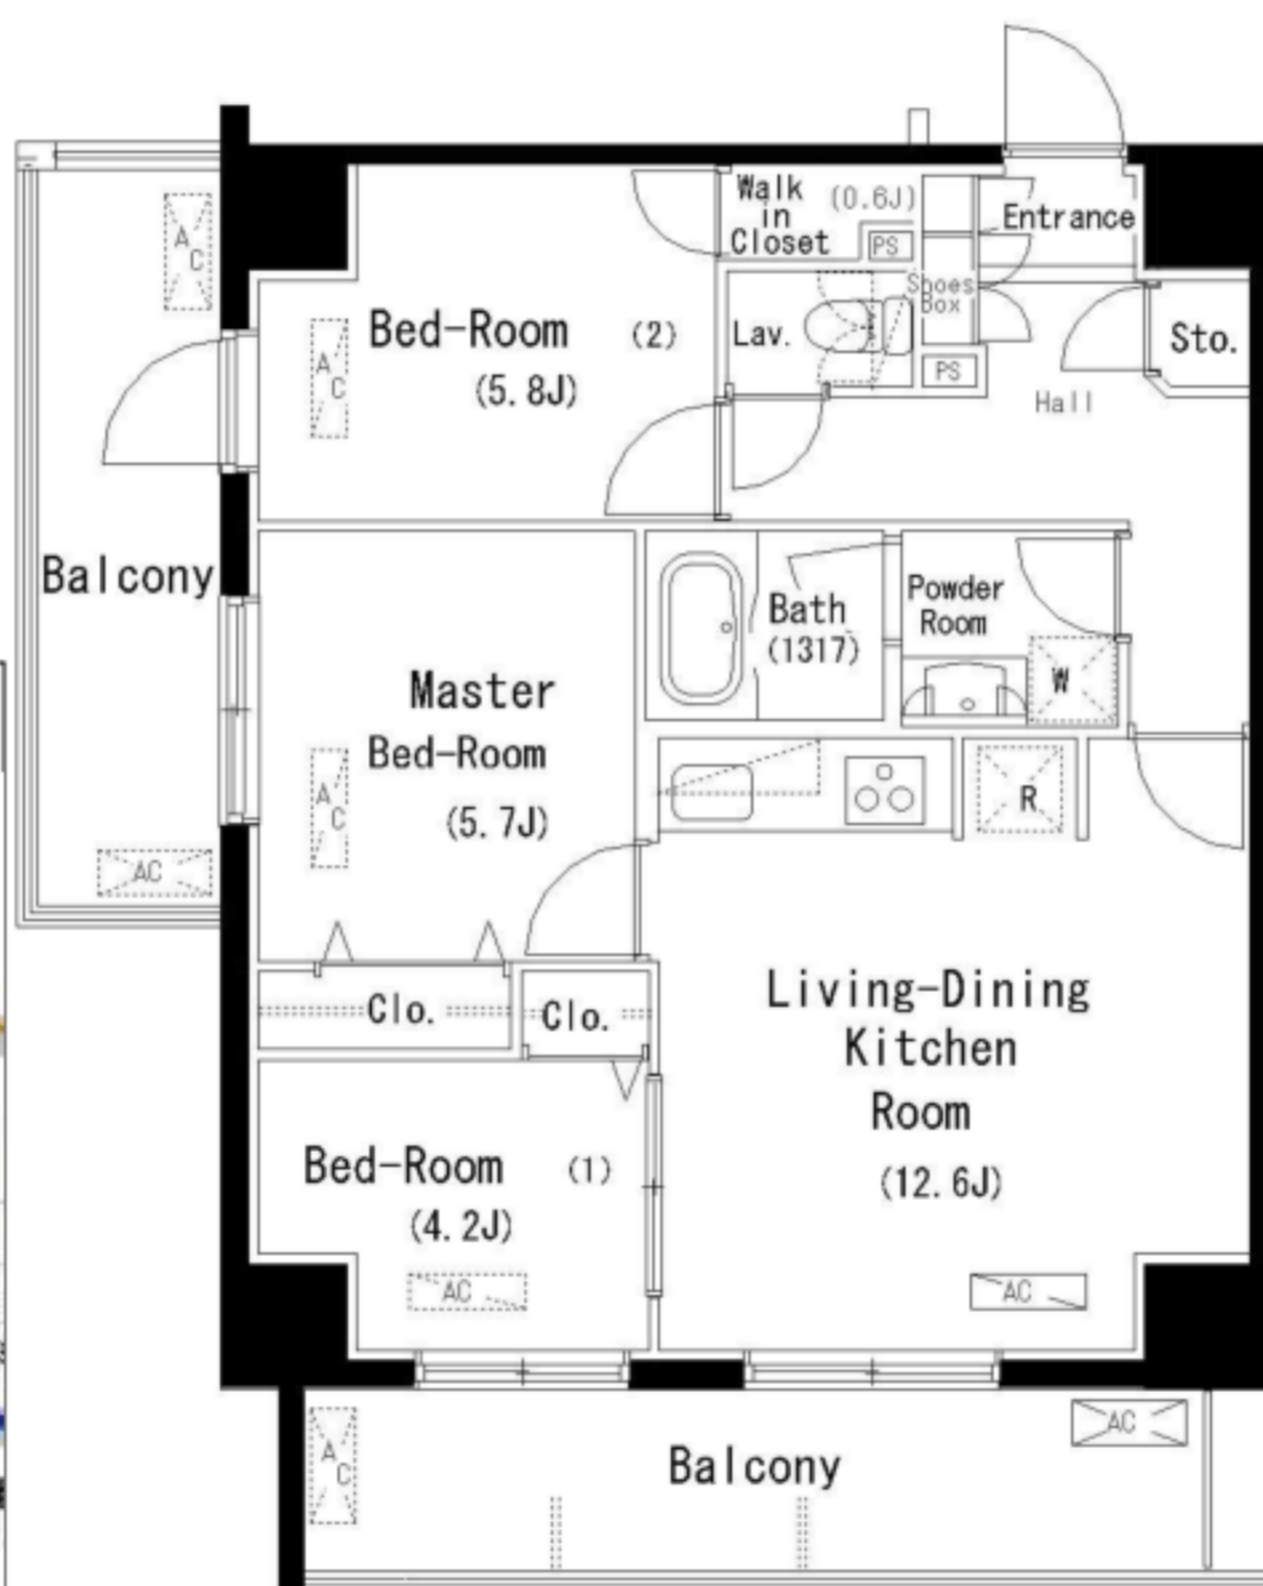 Walk
in
Closet
(0.6J)
PS
Entrance
AC
Bed-Room (2)
(5.8J)
AC
Lav.
Shoes
Box
PS
Sto.
Hall
Balcony
Bath
(1317)
Powder
Room
W
Master
Bed-Room
(5.7J)
AC
AC
R
Clo.
Clo.
Living-Dining
Kitchen
Room
(12.6J)
Bed-Room (1)
(4.2J)
AC
AC
AC
Balcony
AC